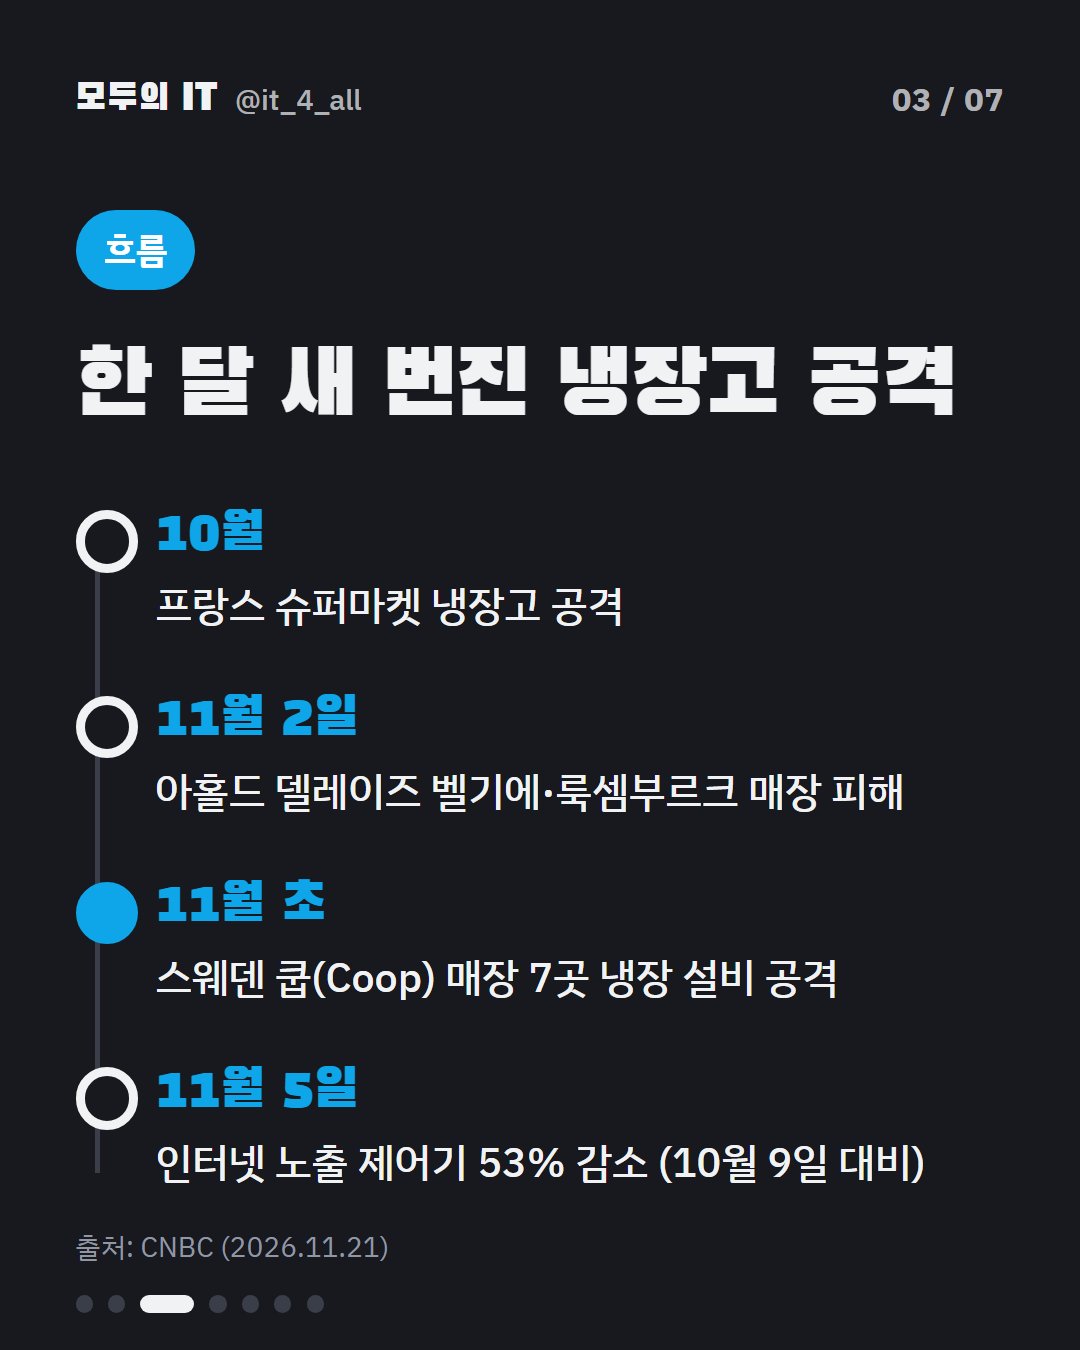 모두의 IT @it_4_all
03 / 07
흐름
한 달 새 번진 냉장고 공격
10월
프랑스 슈퍼마켓 냉장고 공격
11월 2일
아홀드 델레이즈 벨기에·룩셈부르크 매장 피해
11월 초
스웨덴 쿱(Coop) 매장 7곳 냉장 설비 공격
11월 5일
인터넷 노출 제어기 53% 감소 (10월 9일 대비)
출처: CNBC (2026.11.21)